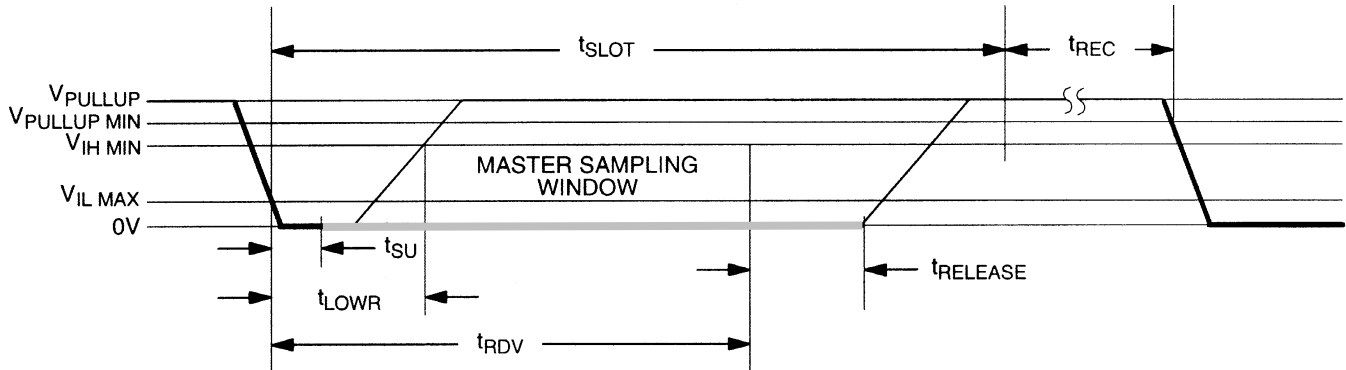 tSLOT
tREC
VPULLUP
VPULLUP MIN
VIH MIN
MASTER SAMPLING
WINDOW
VIL MAX
0V
tSU
tRELEASE
tLOWR
tRDV